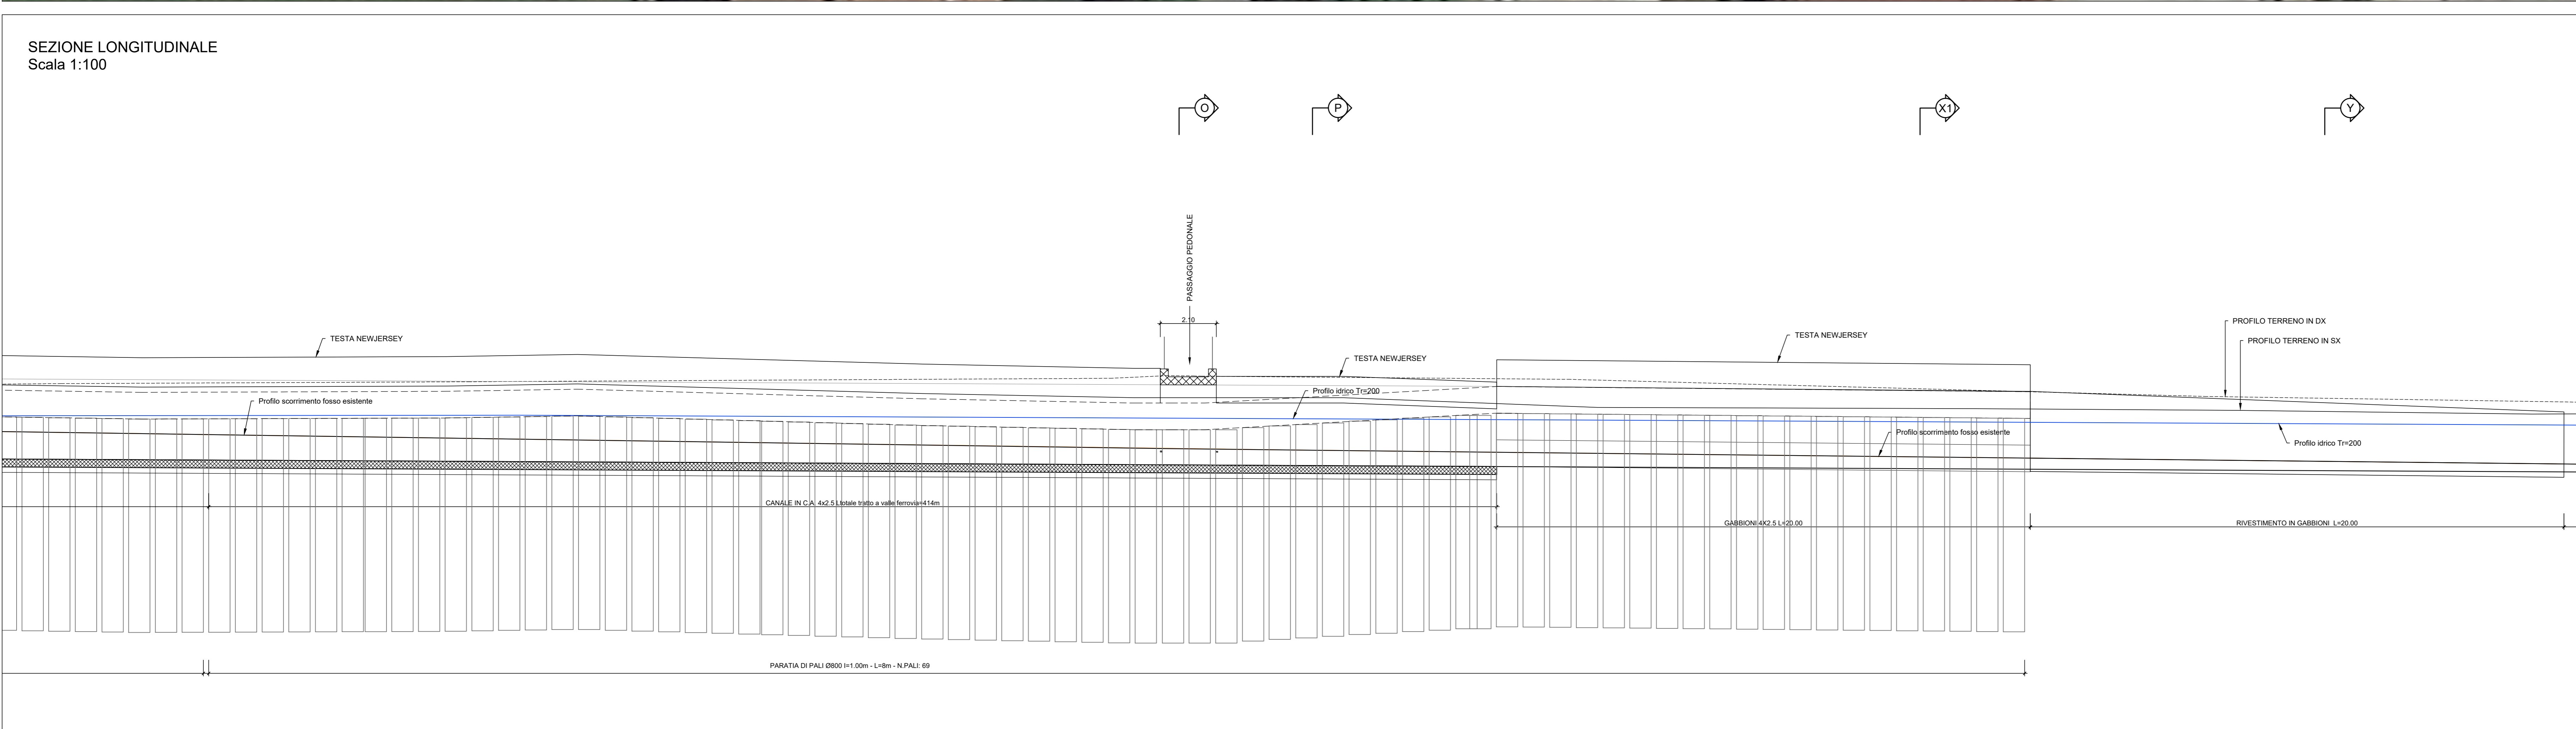 SEZIONE LONGITUDINALE
Scala 1:100
O
P
X1
Y
PASSAGGIO PEDONALE
2.10
TESTA NEWJERSEY
TESTA NEWJERSEY
TESTA NEWJERSEY
PROFILO TERRENO IN DX
PROFILO TERRENO IN SX
Profilo scorrimento fosso esistente
Profilo idrico Tr=200
Profilo scorrimento fosso esistente
Profilo idrico Tr=200
CANALE IN C.A. 4x2.5 Ltotale tratto a valle ferrovia=414m
GABBIONI 4X2.5 L=20.00
RIVESTIMENTO IN GABBIONI L=20.00
PARATIA DI PALI Ø800 I=1.00m - L=8m - N.PALI: 69